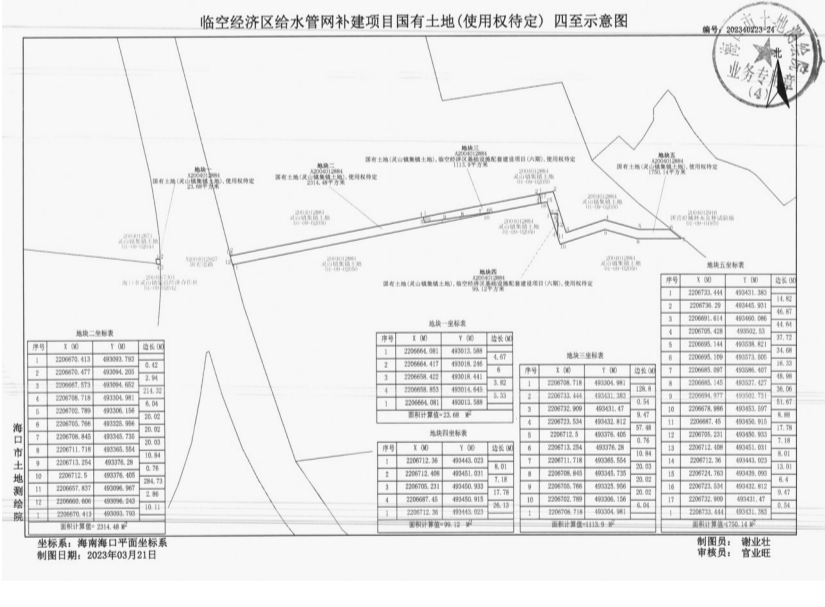 临空经济区给水管网补建项目国有土地(使用权待定) 四至示意图
编号: 202340223-24
北
业务专
(4)
地块一
A2004012884
国有土地(灵山镇集镇土地),使用权待定
23.68平方米
地块二
A2004012884
国有土地(灵山镇集镇土地),使用权待定
2314.48平方米
地块三
A2004012884
国有土地(灵山镇集镇土地),临空经济区基础设施配套建设项目(六期),使用权待定
1113.9平方米
地块五
A2004012884
国有土地(灵山镇集镇土地),使用权待定
1750.14平方米
地块四
A2004012884
国有土地(灵山镇集镇土地),临空经济区基础设施配套建设项目(六期),使用权待定
99.12平方米
地块二坐标表
序号 X (M) Y (M) 边长(M)
1 2206670.413 493093.793
0.42
2 2206670.477 494205
2.94
3 2206667.573 493094.652
214.32
4 2206708.718 493304.981
6.04
5 2206702.789 493306.156
20.02
6 2206705.766 493325.956
20.02
7 2206708.845 493345.735
20.03
8 2206711.718 493365.554
10.84
9 2206713.254 493376.28
0.76
10 2206712.5 493376.405
284.73
11 2206657.637 493096.967
2.86
12 2206660.606 493096.243
10.11
1 2206670.413 493093.793
面积计算值= 2314.48 M²
地块一坐标表
序号 X (M) Y (M) 边长(M)
1 2206664.081 493013.588
4.67
2 2206664.417 493018.246
6
3 2206658.422 493018.441
3.82
4 2206658.853 493014.645
5.33
1 2206664.081 493013.588
面积计算值=23.68 M²
地块四坐标表
序号 X (M) Y (M) 边长(M)
1 2206712.36 493443.023
8.01
2 2206712.408 493451.031
7.18
3 2206705.231 493450.933
17.78
4 2206687.45 493450.915
26.13
1 2206712.36 493443.023
面积计算值=99.12 M²
地块三坐标表
序号 X (M) Y (M) 边长(M)
1 2206708.718 493304.981
128.8
2 2206733.444 493431.383
0.54
3 2206732.909 493431.47
9.47
4 2206723.534 493432.812
57.48
5 2206712.5 493376.405
0.76
6 2206713.254 493376.28
10.84
7 2206711.718 493365.554
20.03
8 2206708.845 493345.735
20.02
9 2206705.766 493325.956
20.02
10 2206702.789 493306.156
6.04
1 2206708.718 493304.981
面积计算值=1113.9 M²
地块五坐标表
序号 X (M) Y (M) 边长(M)
1 2206733.444 493431.383
14.82
2 2206736.29 493445.931
46.87
3 2206691.614 493460.086
44.64
4 2206705.428 493502.53
37.72
5 2206695.144 493538.821
34.68
6 2206695.109 493573.505
16.33
7 2206685.097 493586.407
48.98
8 2206685.145 493537.427
36.06
9 2206694.977 493502.751
51.67
10 2206678.986 493453.597
8.88
11 2206687.45 493450.915
17.78
12 2206705.231 493450.933
7.18
13 2206712.408 493451.031
8.01
14 2206712.36 493443.023
13.01
15 2206724.763 493439.093
6.4
16 2206723.534 493432.812
9.47
17 2206732.909 493431.47
0.54
1 2206733.444 493431.383
面积计算值=1750.14 M²
海口市土地测绘院
坐标系: 海南海口平面坐标系
制图日期: 2023年03月21日
制图员: 谢业壮
审核员: 官业旺